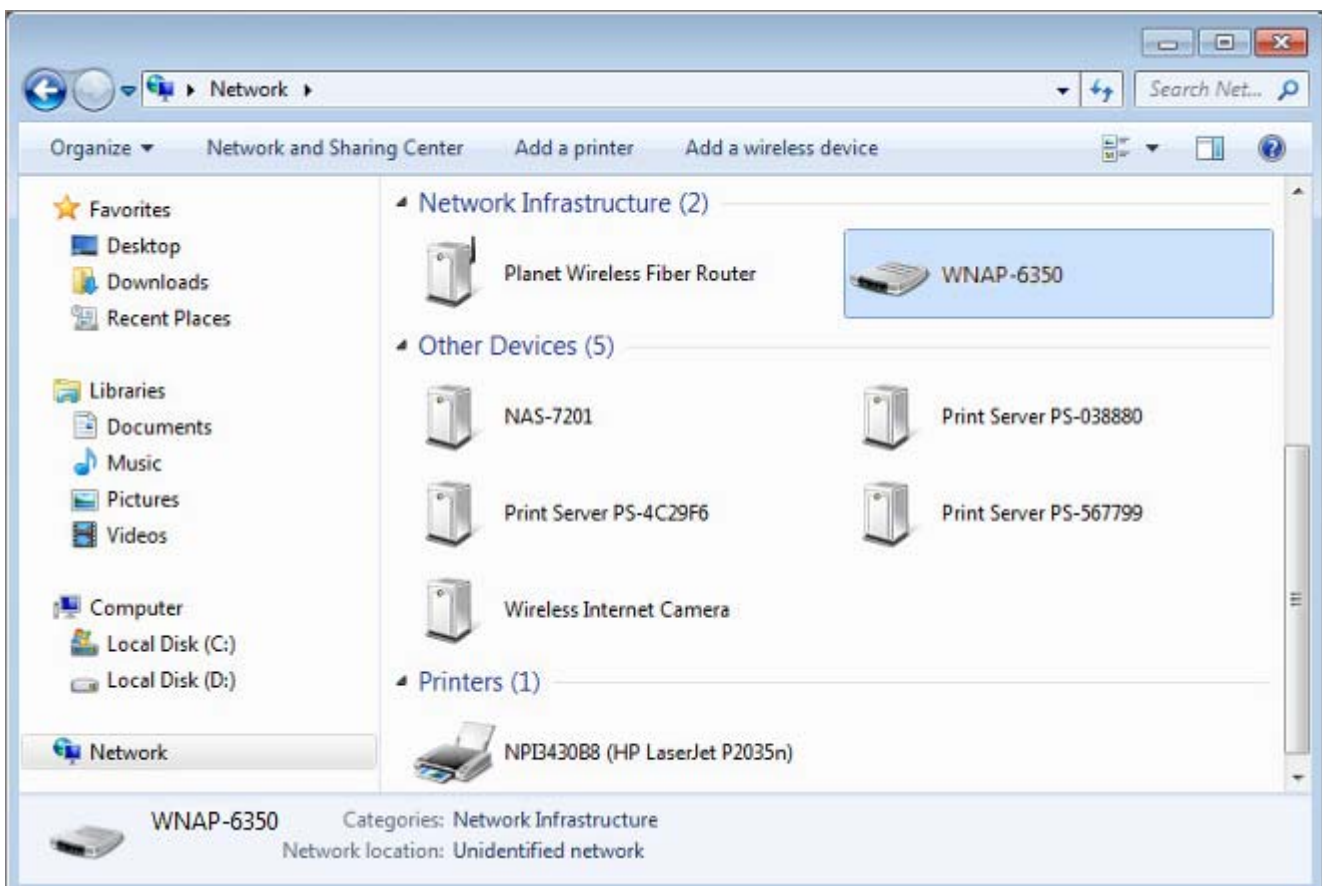 Network
Search Net...
Organize Network and Sharing Center Add a printer Add a wireless device
Favorites
Desktop
Downloads
Recent Places
Libraries
Documents
Music
Pictures
Videos
Computer
Local Disk (C:)
Local Disk (D:)
Network
Network Infrastructure (2)
Planet Wireless Fiber Router WNAP-6350
Other Devices (5)
NAS-7201 Print Server PS-038880
Print Server PS-4C29F6 Print Server PS-567799
Wireless Internet Camera
Printers (1)
NPI3430B8 (HP LaserJet P2035n)
WNAP-6350 Categories: Network Infrastructure
Network location: Unidentified network